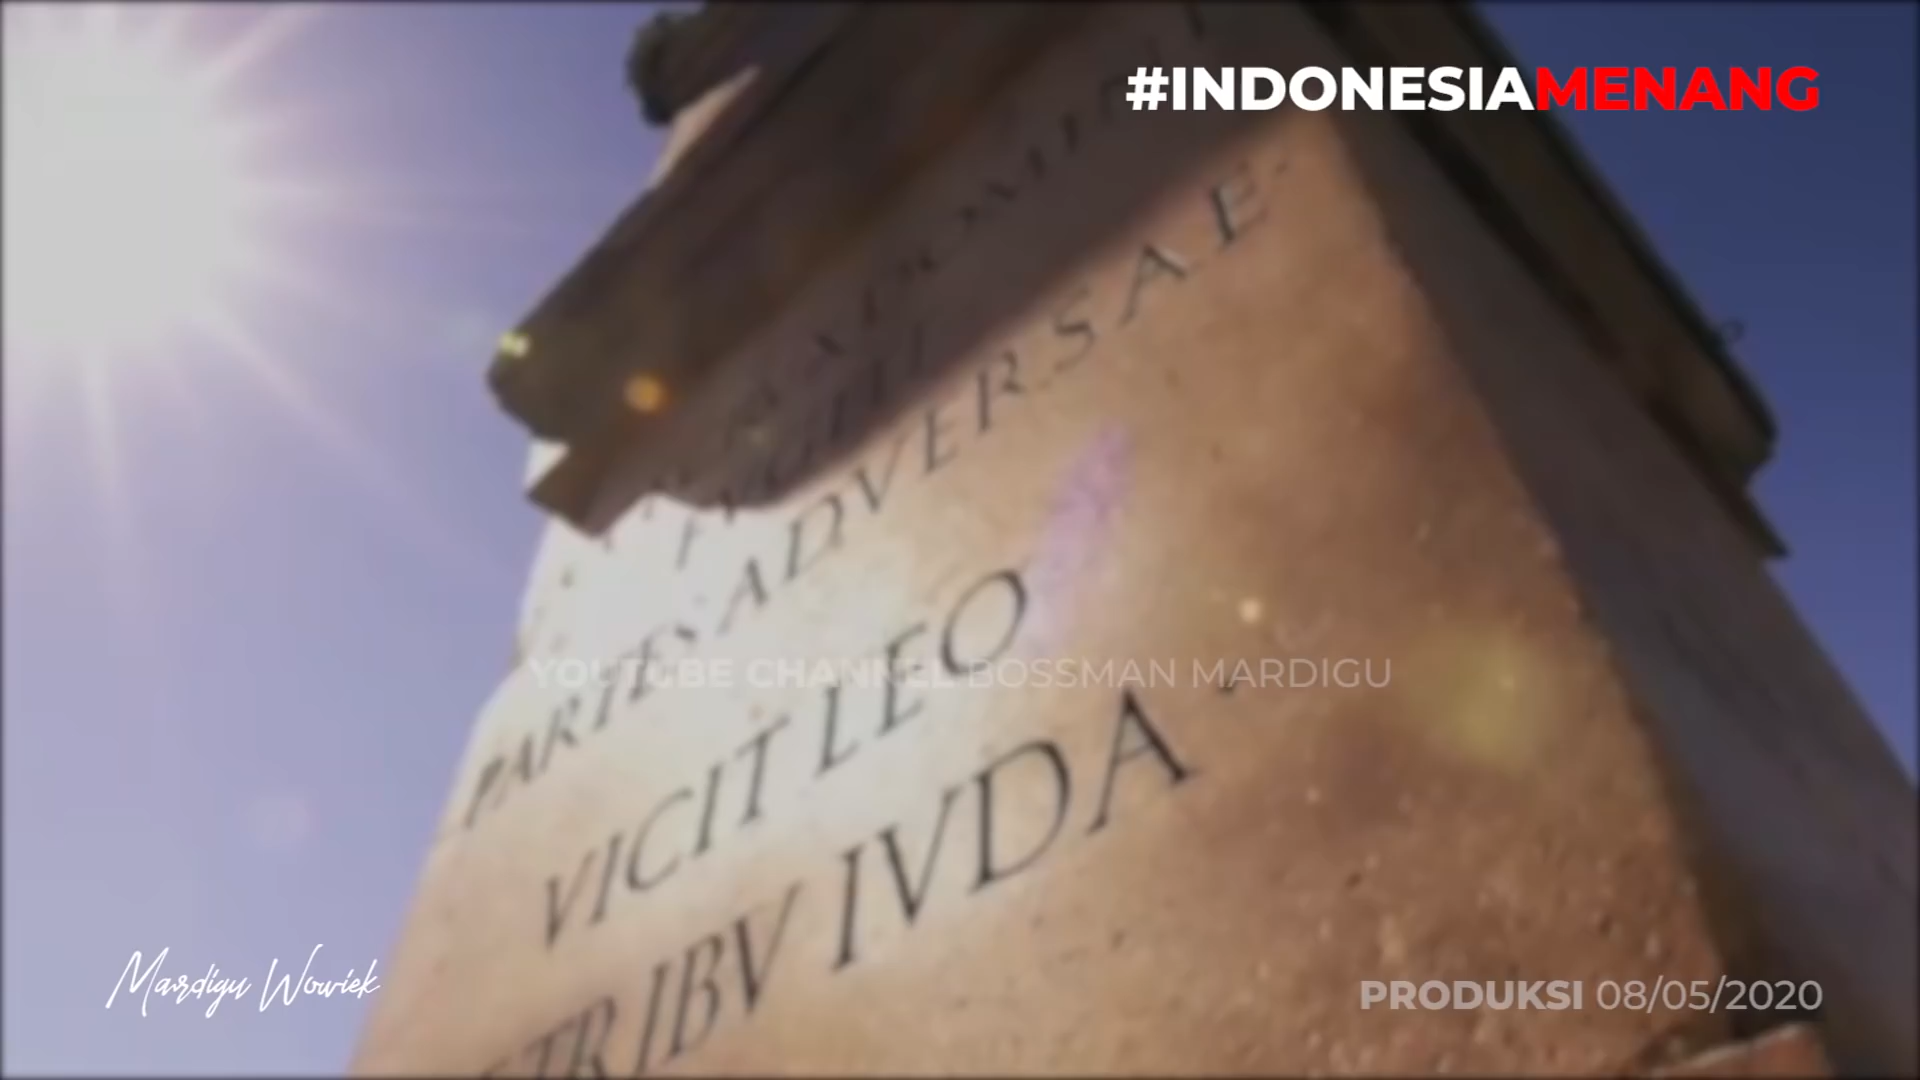 #INDONESIAMENANG
ADVERSAE
PARTES
VICIT LEO
TRIBV IVDA
YOUTUBE CHANNEL BOSSMAN MARDIGU
Mardigu Wowiek
PRODUKSI 08/05/2020